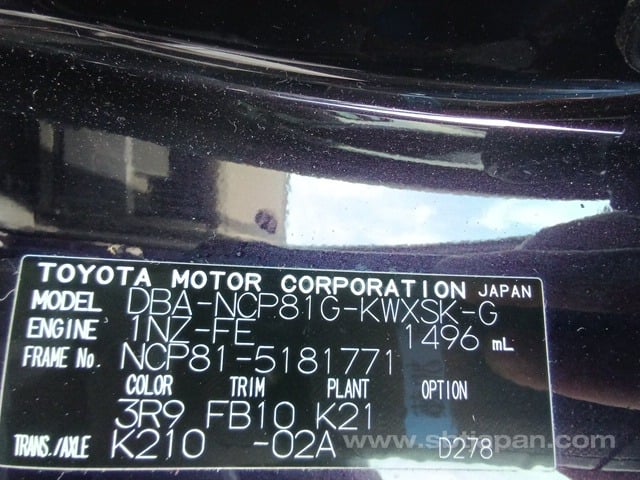 TOYOTA MOTOR CORPORATION JAPAN
MODEL DBA-NCP81G-KWXSK-G
ENGINE 1NZ-FE 1496 mL
FRAME No. NCP81-5181771
COLOR TRIM PLANT OPTION
3R9 FB10 K21
TRANS./AXLE K210 -02A D278
www.sbtjapan.com